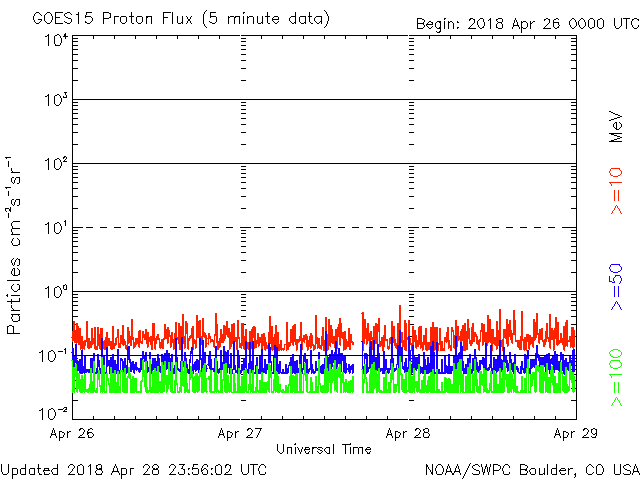 GOES15 Proton Flux (5 minute data)
Begin: 2018 Apr 26 0000 UTC
Particles cm⁻²s⁻¹sr⁻¹
10⁴
10³
10²
10¹
10⁰
10⁻¹
10⁻²
Apr 26
Apr 27
Apr 28
Apr 29
Universal Time
MeV
>=10
>=50
>=100
Updated 2018 Apr 28 23:56:02 UTC
NOAA/SWPC Boulder, CO USA